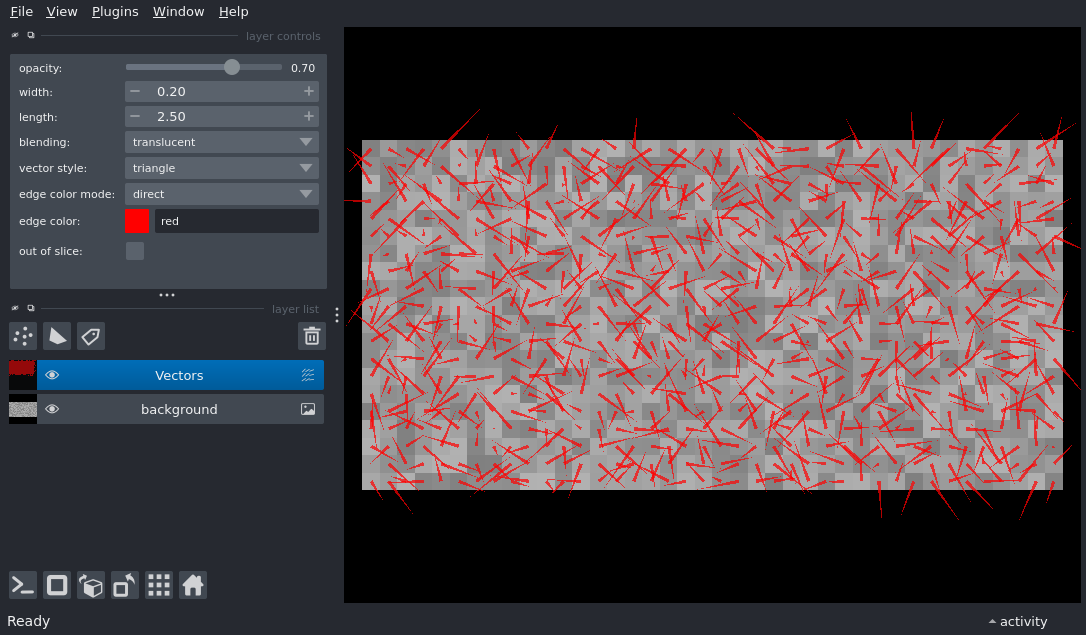 File View Plugins Window Help
layer controls
opacity: 0.70
width: − 0.20 +
length: − 2.50 +
blending: translucent
vector style: triangle
edge color mode: direct
edge color: red
out of slice:
layer list
Vectors
background
Ready
activity